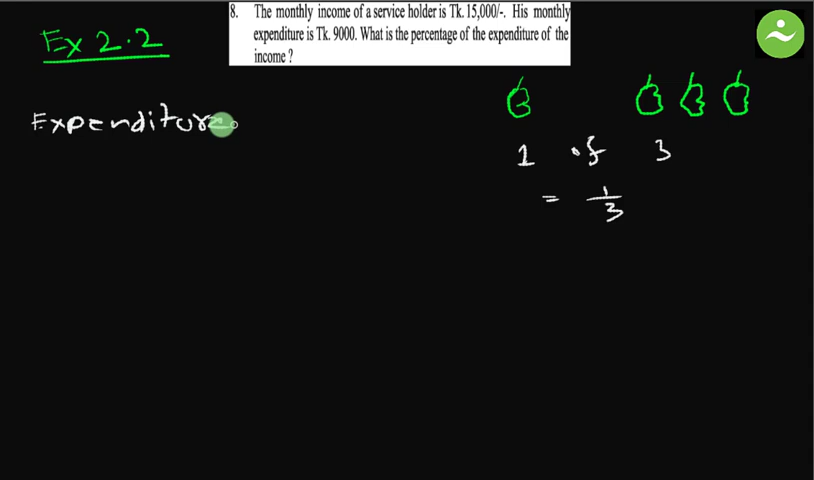 Ex 2.2
8. The monthly income of a service holder is Tk. 15,000/-. His monthly
expenditure is Tk. 9000. What is the percentage of the expenditure of the
income ?
Expenditure
1 of 3
= 1/3